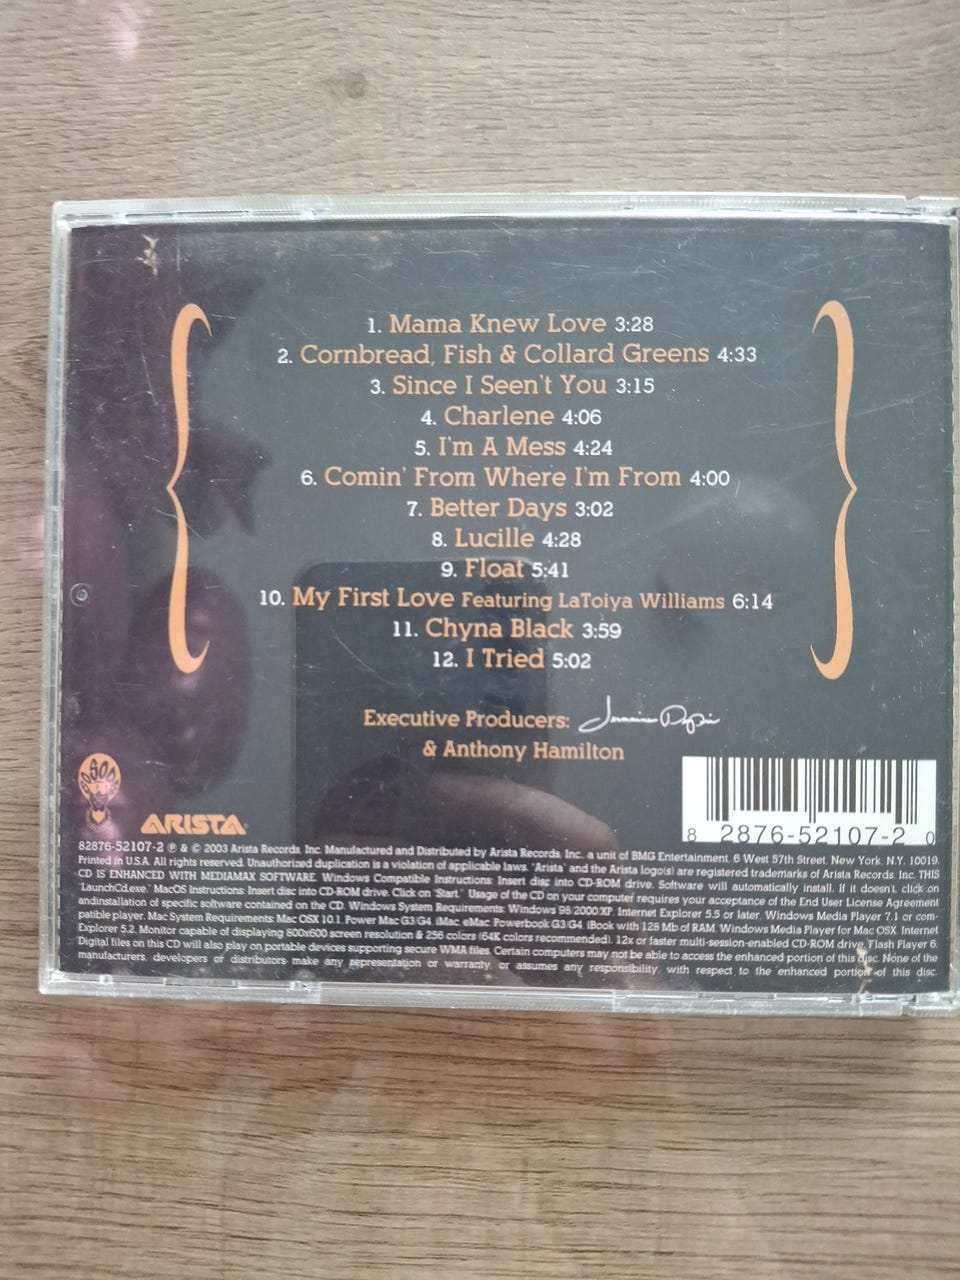 1. Mama Knew Love 3:28
2. Cornbread, Fish & Collard Greens 4:33
3. Since I Seen't You 3:15
4. Charlene 4:06
5. I'm A Mess 4:24
6. Comin' From Where I'm From 4:00
7. Better Days 3:02
8. Lucille 4:28
9. Float 5:41
10. My First Love Featuring LaToiya Williams 6:14
11. Chyna Black 3:59
12. I Tried 5:02
Executive Producers: Jermaine Dupri
& Anthony Hamilton
SO SO DEF
ARISTA
8 2876-52107-2 0
82876-52107-2 ℗ & © 2003 Arista Records, Inc. Manufactured and Distributed by Arista Records, Inc., a unit of BMG Entertainment, 6 West 57th Street, New York, N.Y. 10019.
Printed in U.S.A. All rights reserved. Unauthorized duplication is a violation of applicable laws. "Arista" and the Arista logo(s) are registered trademarks of Arista Records, Inc. THIS
CD IS ENHANCED WITH MEDIAMAX SOFTWARE. Windows Compatible Instructions: Insert disc into CD-ROM drive. Software will automatically install. If it doesn't, click on
"LaunchCd.exe." MacOS Instructions: Insert disc into CD-ROM drive. Click on "Start." Usage of the CD on your computer requires your acceptance of the End User License Agreement
andinstallation of specific software contained on the CD. Windows System Requirements: Windows 98/2000/XP, Internet Explorer 5.5 or later, Windows Media Player 7.1 or com-
patible player. Mac System Requirements: Mac OSX 10.1, Power Mac G3/G4, iMac, eMac, Powerbook G3/G4, iBook with 128 Mb of RAM, Windows Media Player for Mac OSX, Internet
Explorer 5.2. Monitor capable of displaying 800x600 screen resolution & 256 colors (64K colors recommended), 12x or faster multi-session-enabled CD-ROM drive, Flash Player 6.
Digital files on this CD will also play on portable devices supporting secure WMA files. Certain computers may not be able to access the enhanced portion of this disc. None of the
manufacturers, developers or distributors make any representation or warranty, or assumes any responsibility, with respect to the enhanced portion of this disc.